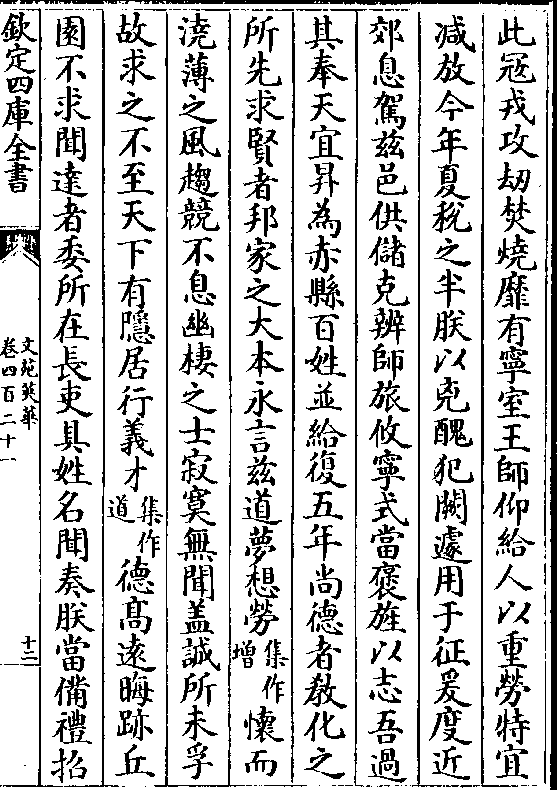 此冦戎攻刼焚燒靡有寧室王師仰給人以重勞特宜
减放今年夏稅之半朕以兇醜犯闕遽用于征爰度近
郊息駕兹邑供儲克辨師旅攸寧式當褒旌以志吾過
其奉天宜昇為赤縣百姓並給復五年尚德者敎化之
所先求賢者邦家之大本永言兹道夢想勞集作增懷而
澆薄之風趨競不息幽棲之士寂寞無聞盖誠所未孚
故求之不至天下有隱居行義才集作道德髙遠晦跡丘
園不求聞達者委所在長吏具姓名聞奏朕當備禮招
欽定四庫全書
文苑英華
卷四百二十一
十二